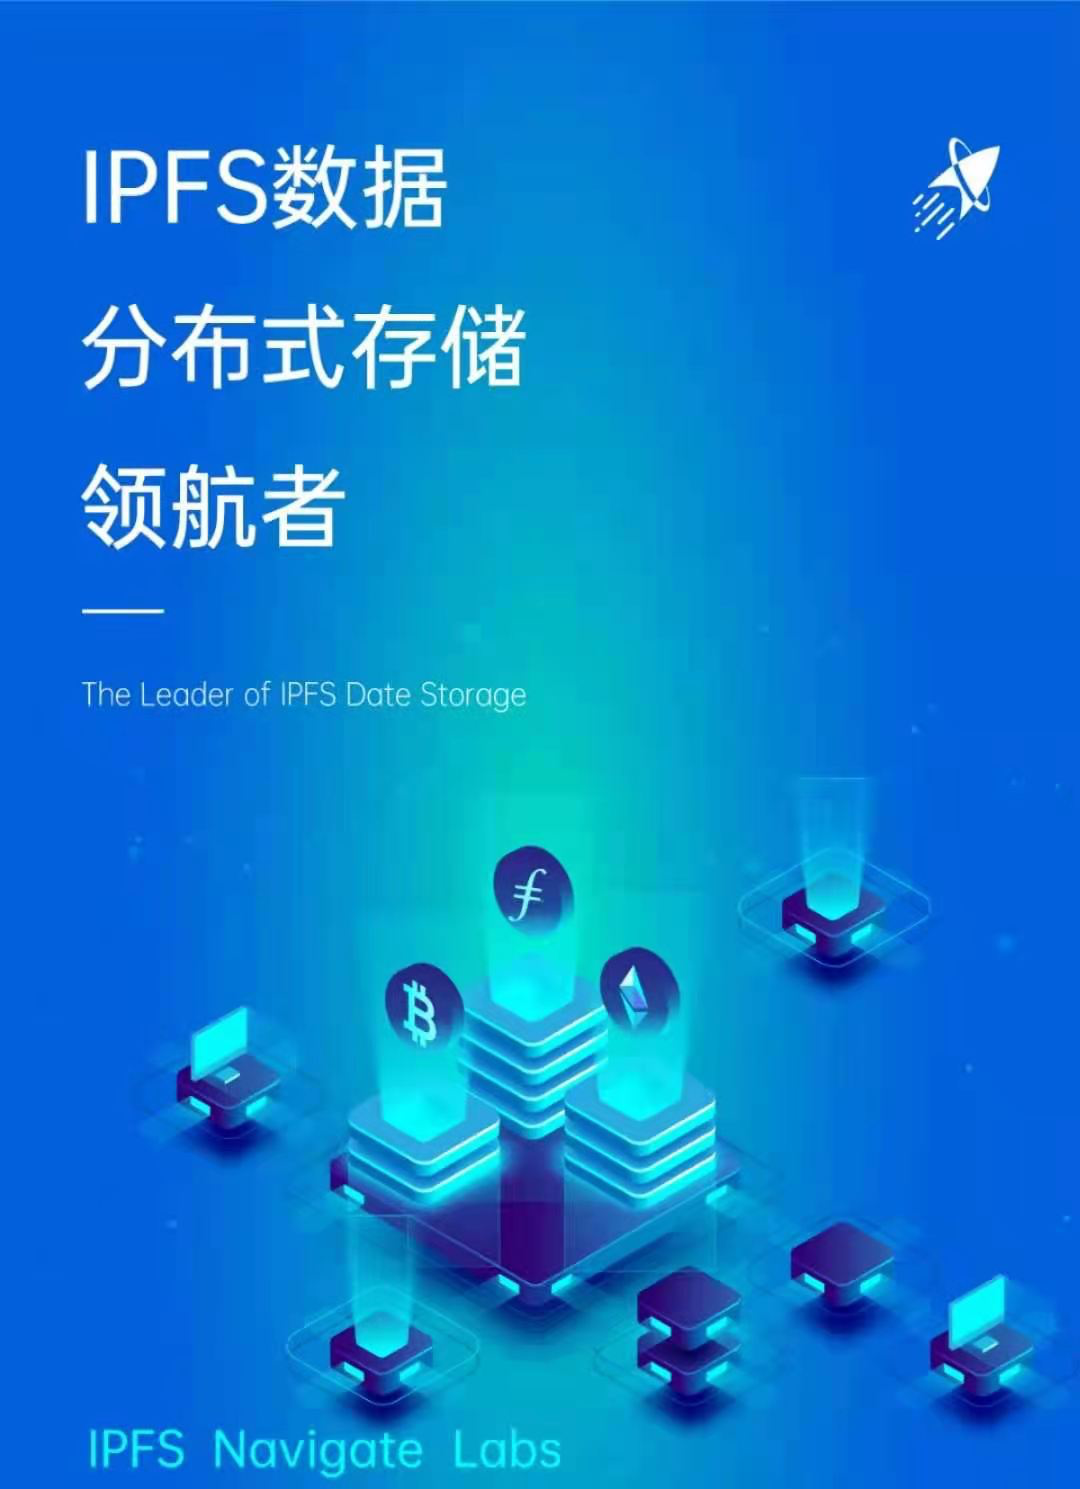 IPFS数据
分布式存储
领航者
The Leader of IPFS Date Storage
IPFS Navigate Labs